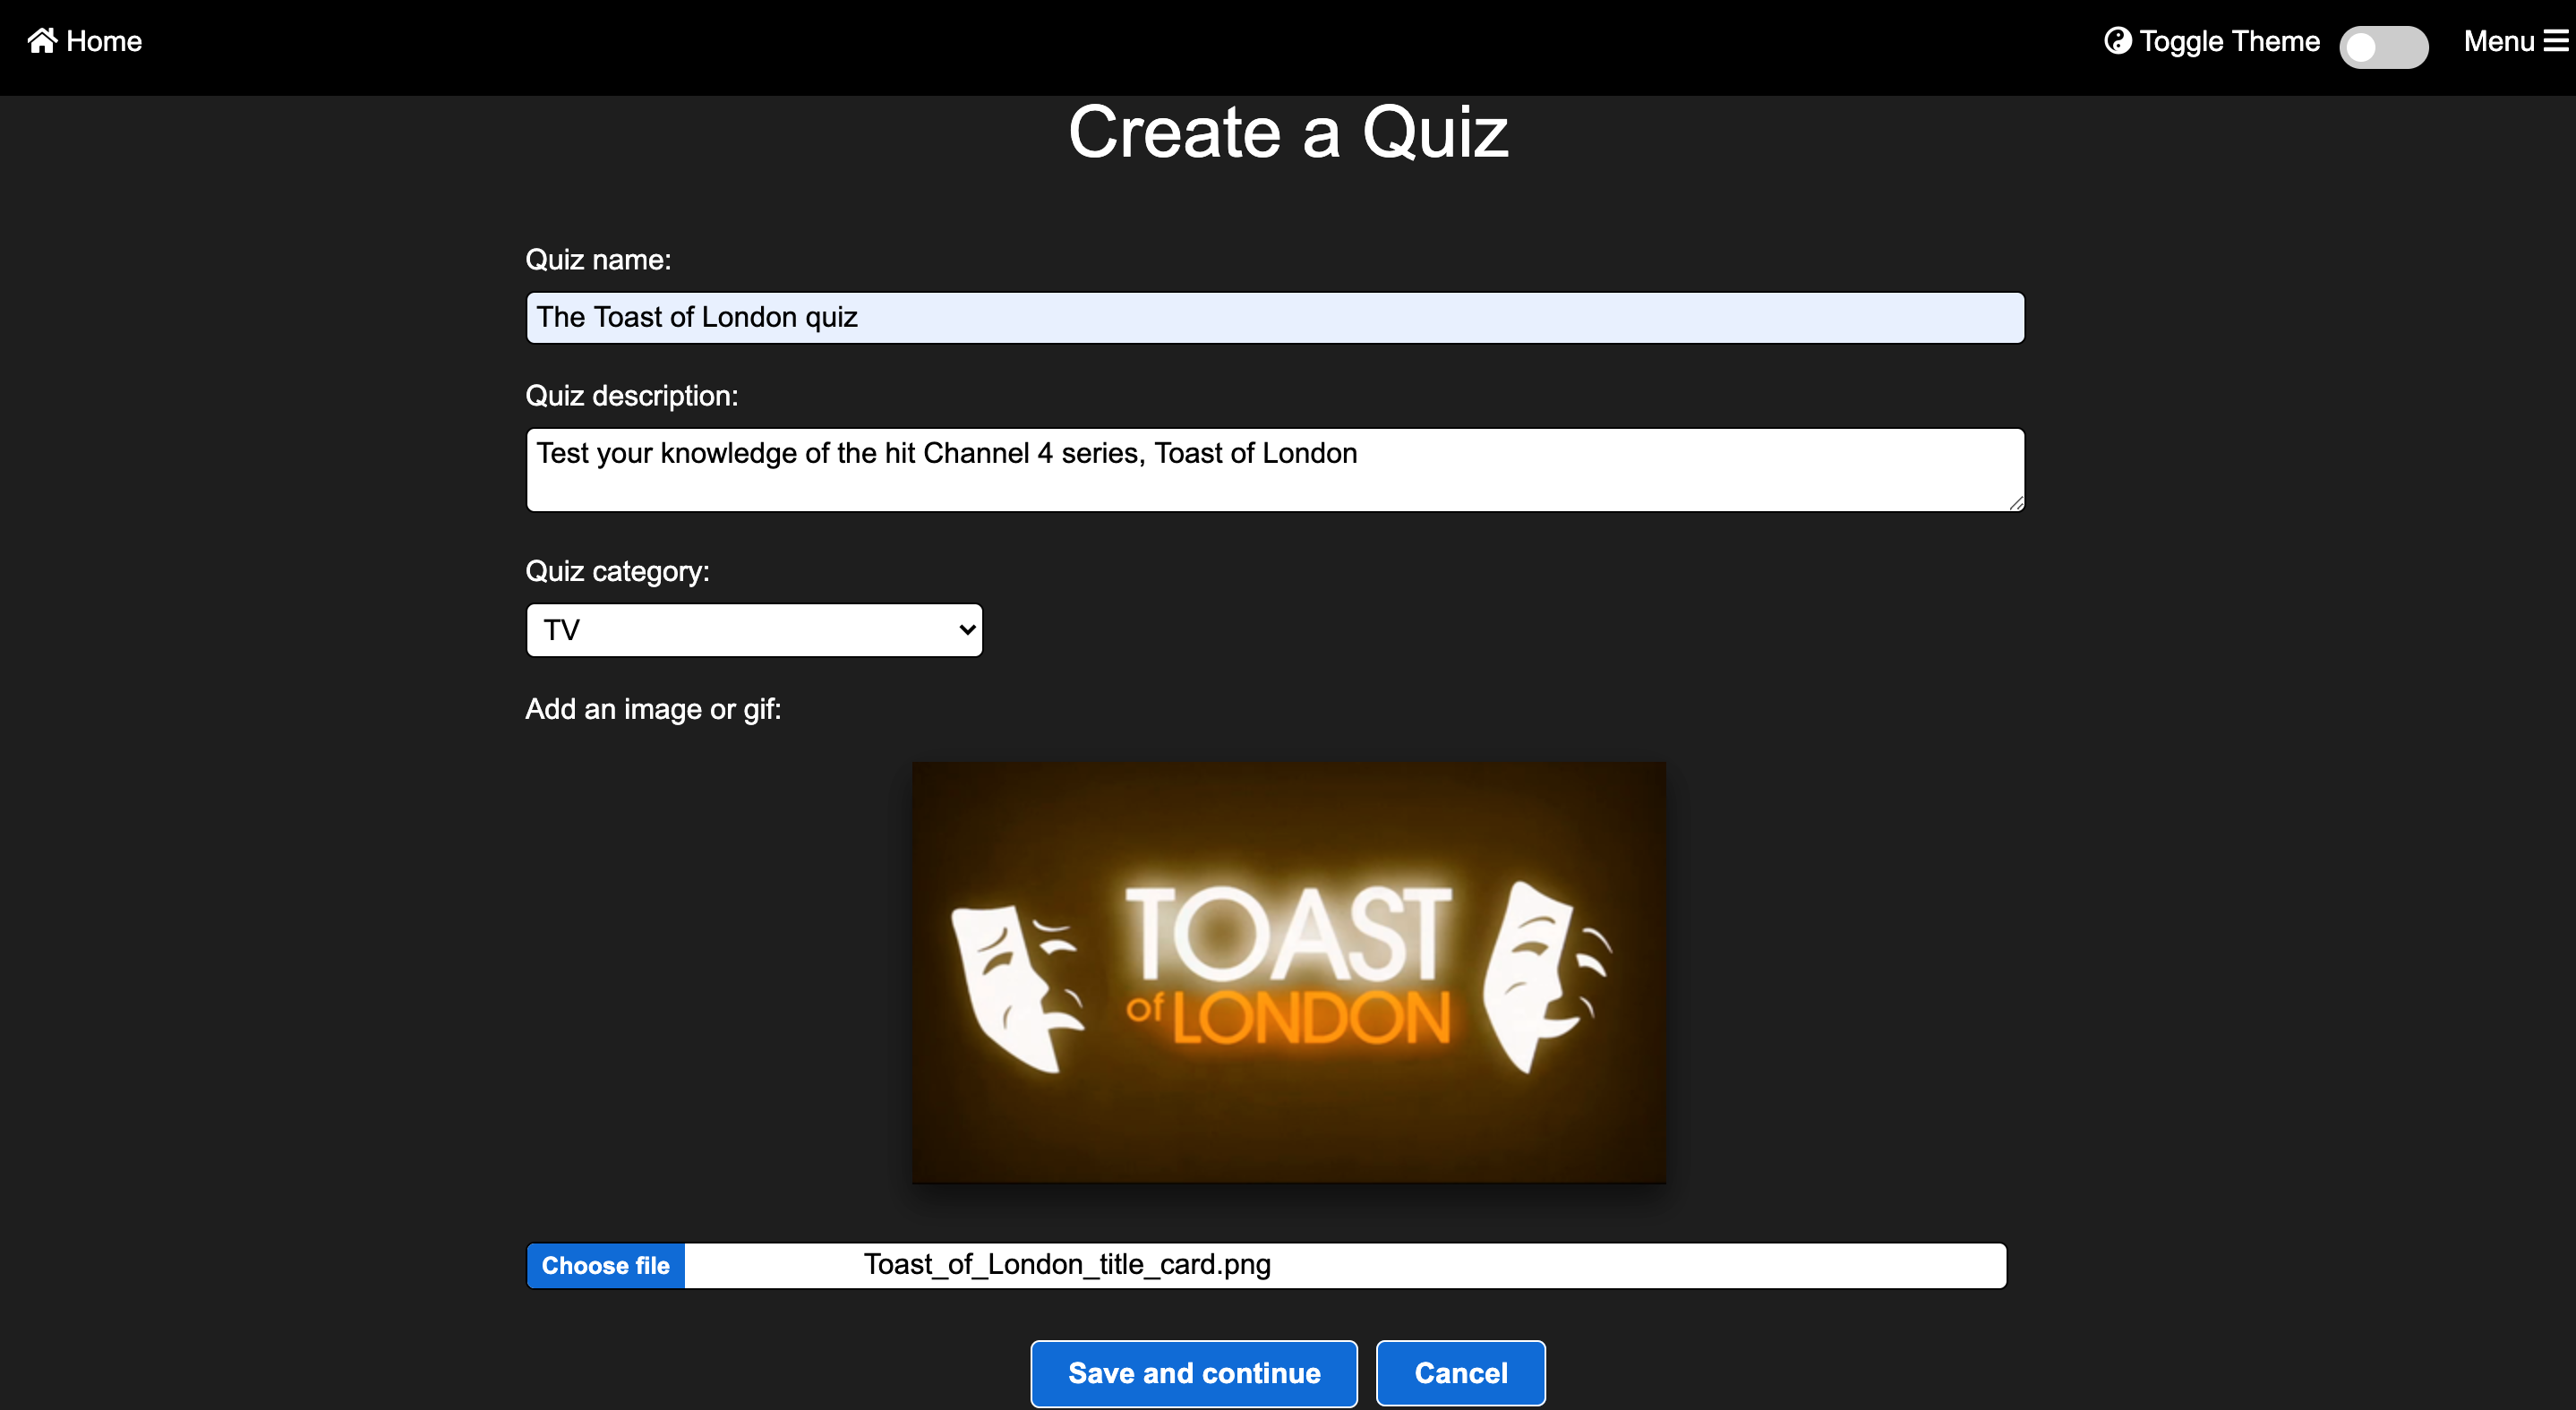 Home
Toggle Theme
Menu
Create a Quiz
Quiz name:
The Toast of London quiz
Quiz description:
Test your knowledge of the hit Channel 4 series, Toast of London
Quiz category:
TV
Add an image or gif:
TOAST
of LONDON
Choose file
Toast_of_London_title_card.png
Save and continue
Cancel